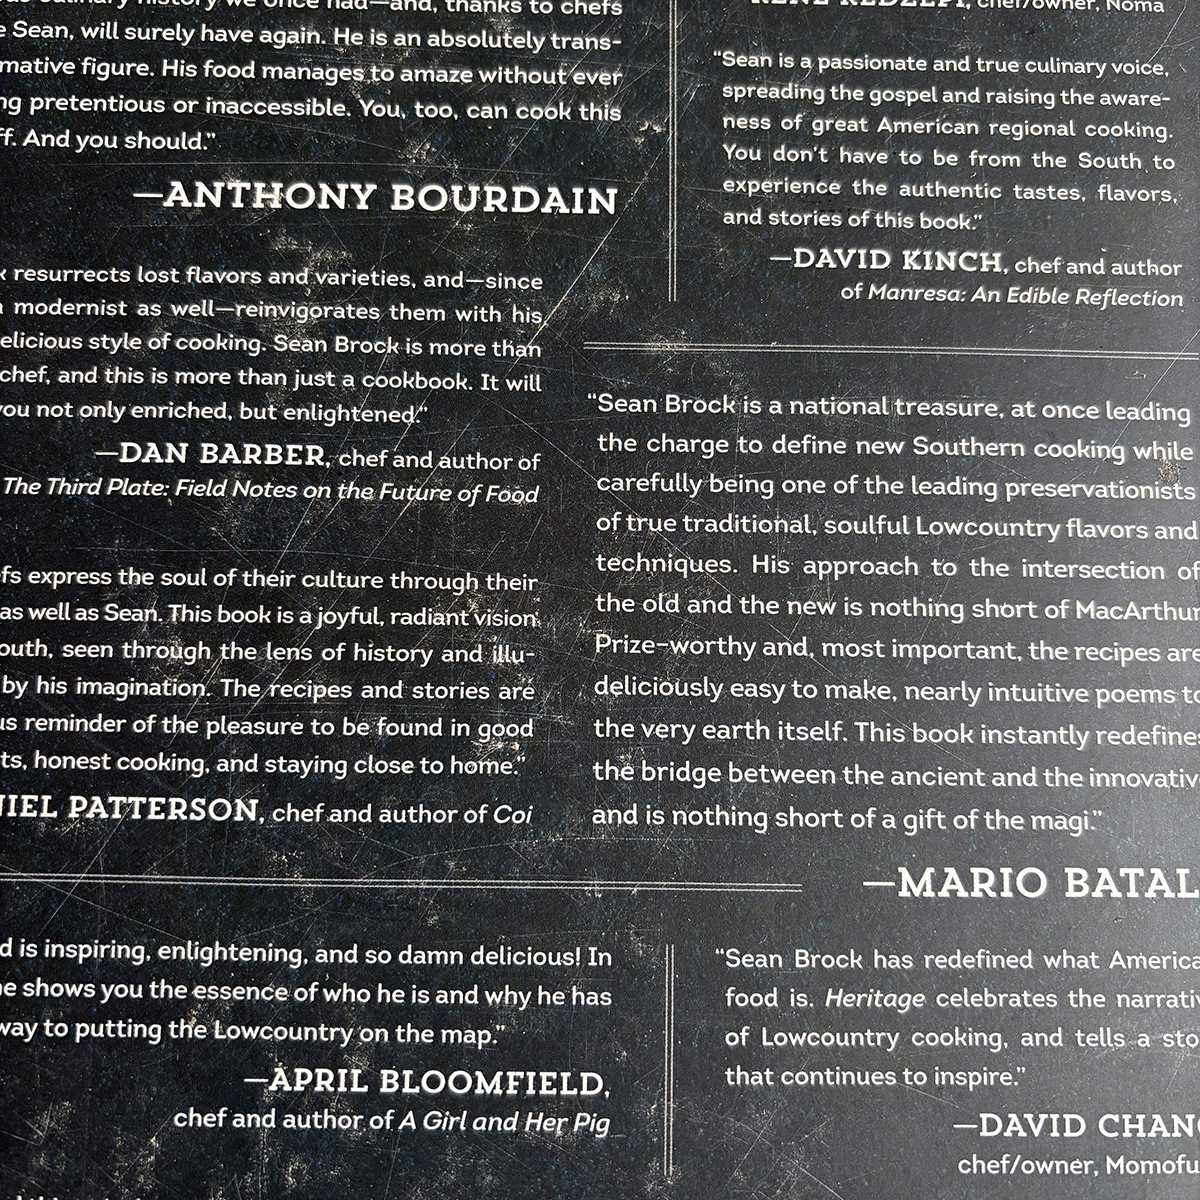 culinary history we once had—and, thanks to chefs
Sean, will surely have again. He is an absolutely trans-
mative figure. His food manages to amaze without ever
ng pretentious or inaccessible. You, too, can cook this
ff. And you should."
—ANTHONY BOURDAIN
resurrects lost flavors and varieties, and—since
modernist as well—reinvigorates them with his
elicious style of cooking. Sean Brock is more than
chef, and this is more than just a cookbook. It will
you not only enriched, but enlightened."
—DAN BARBER, chef and author of
The Third Plate: Field Notes on the Future of Food
fs express the soul of their culture through their
as well as Sean. This book is a joyful, radiant vision
outh, seen through the lens of history and illu-
by his imagination. The recipes and stories are
us reminder of the pleasure to be found in good
ts, honest cooking, and staying close to home."
NIEL PATTERSON, chef and author of Coi
d is inspiring, enlightening, and so damn delicious! In
he shows you the essence of who he is and why he has
way to putting the Lowcountry on the map."
—APRIL BLOOMFIELD,
chef and author of A Girl and Her Pig
RENÉ REDZEPI, chef/owner, Noma
"Sean is a passionate and true culinary voice,
spreading the gospel and raising the aware-
ness of great American regional cooking.
You don't have to be from the South to
experience the authentic tastes, flavors,
and stories of this book."
—DAVID KINCH, chef and author
of Manresa: An Edible Reflection
"Sean Brock is a national treasure, at once leading
the charge to define new Southern cooking while
carefully being one of the leading preservationists
of true traditional, soulful Lowcountry flavors and
techniques. His approach to the intersection of
the old and the new is nothing short of MacArthur
Prize-worthy and, most important, the recipes are
deliciously easy to make, nearly intuitive poems to
the very earth itself. This book instantly redefines
the bridge between the ancient and the innovativ
and is nothing short of a gift of the magi."
—MARIO BATAL
"Sean Brock has redefined what America
food is. Heritage celebrates the narrativ
of Lowcountry cooking, and tells a sto
that continues to inspire."
—DAVID CHANG
chef/owner, Momofu